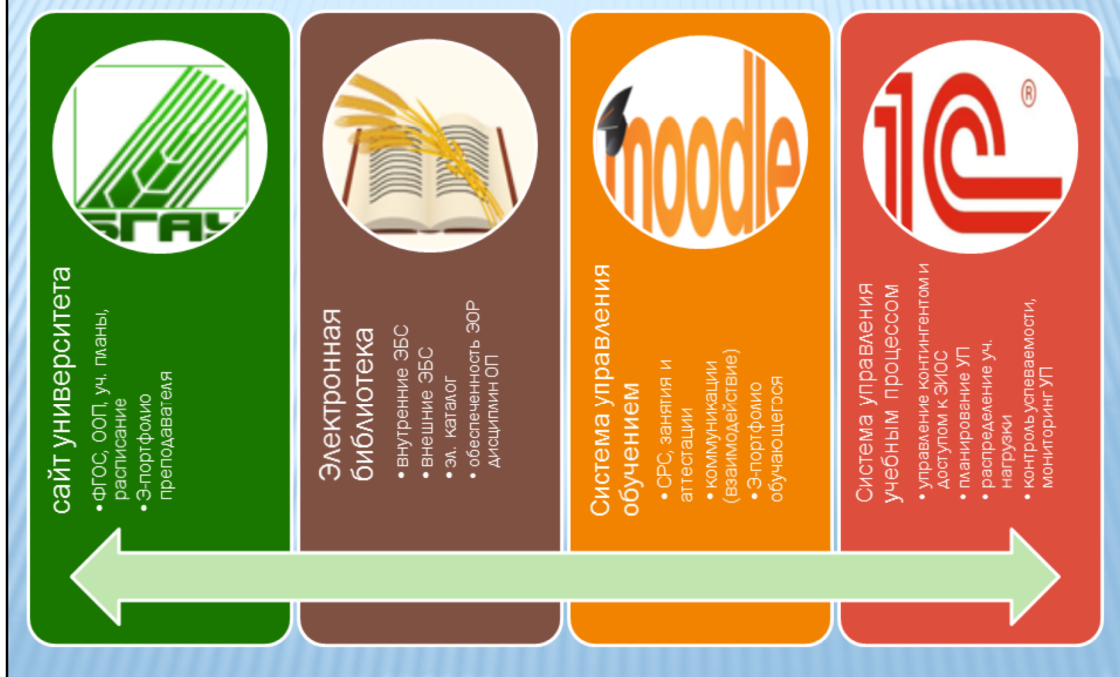 БГАУ
сайт университета
• ФГОС, ООП, уч. планы,
расписание
• Э-портфолио
преподавателя
Электронная
библиотека
• внутренние ЭБС
• внешние ЭБС
• эл. каталог
• обеспеченность ЭОР
дисциплин ОП
moodle
Система управления
обучением
• СРС, занятия и
аттестации
• коммуникации
(взаимодействие)
• Э-портфолио
обучающегося
1С®
Система управления
учебным процессом
• управление контингентом и
доступом к ЭИОС
• планирование УП
• распределение уч.
нагрузки
• контроль успеваемости,
мониторинг УП